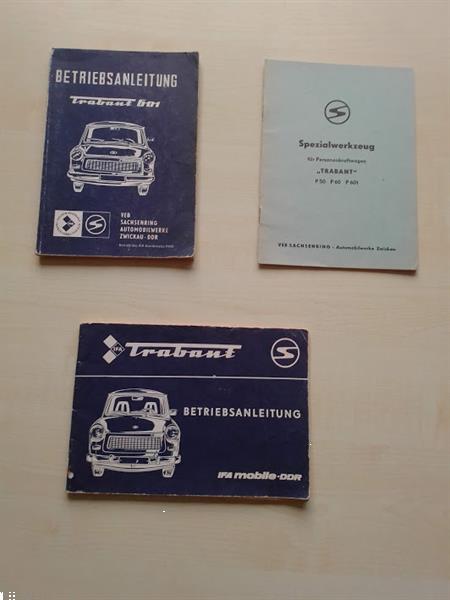 BETRIEBSANLEITUNG
Trabant 601
VEB
SACHSENRING
AUTOMOBILWERKE
ZWICKAU · DDR
S
Spezialwerkzeug
für Personenkraftwagen
„TRABANT"
P 50 · P 60 · P 601
VEB SACHSENRING · Automobilwerke Zwickau
IFA
Trabant
S
BETRIEBSANLEITUNG
IFA mobile-DDR